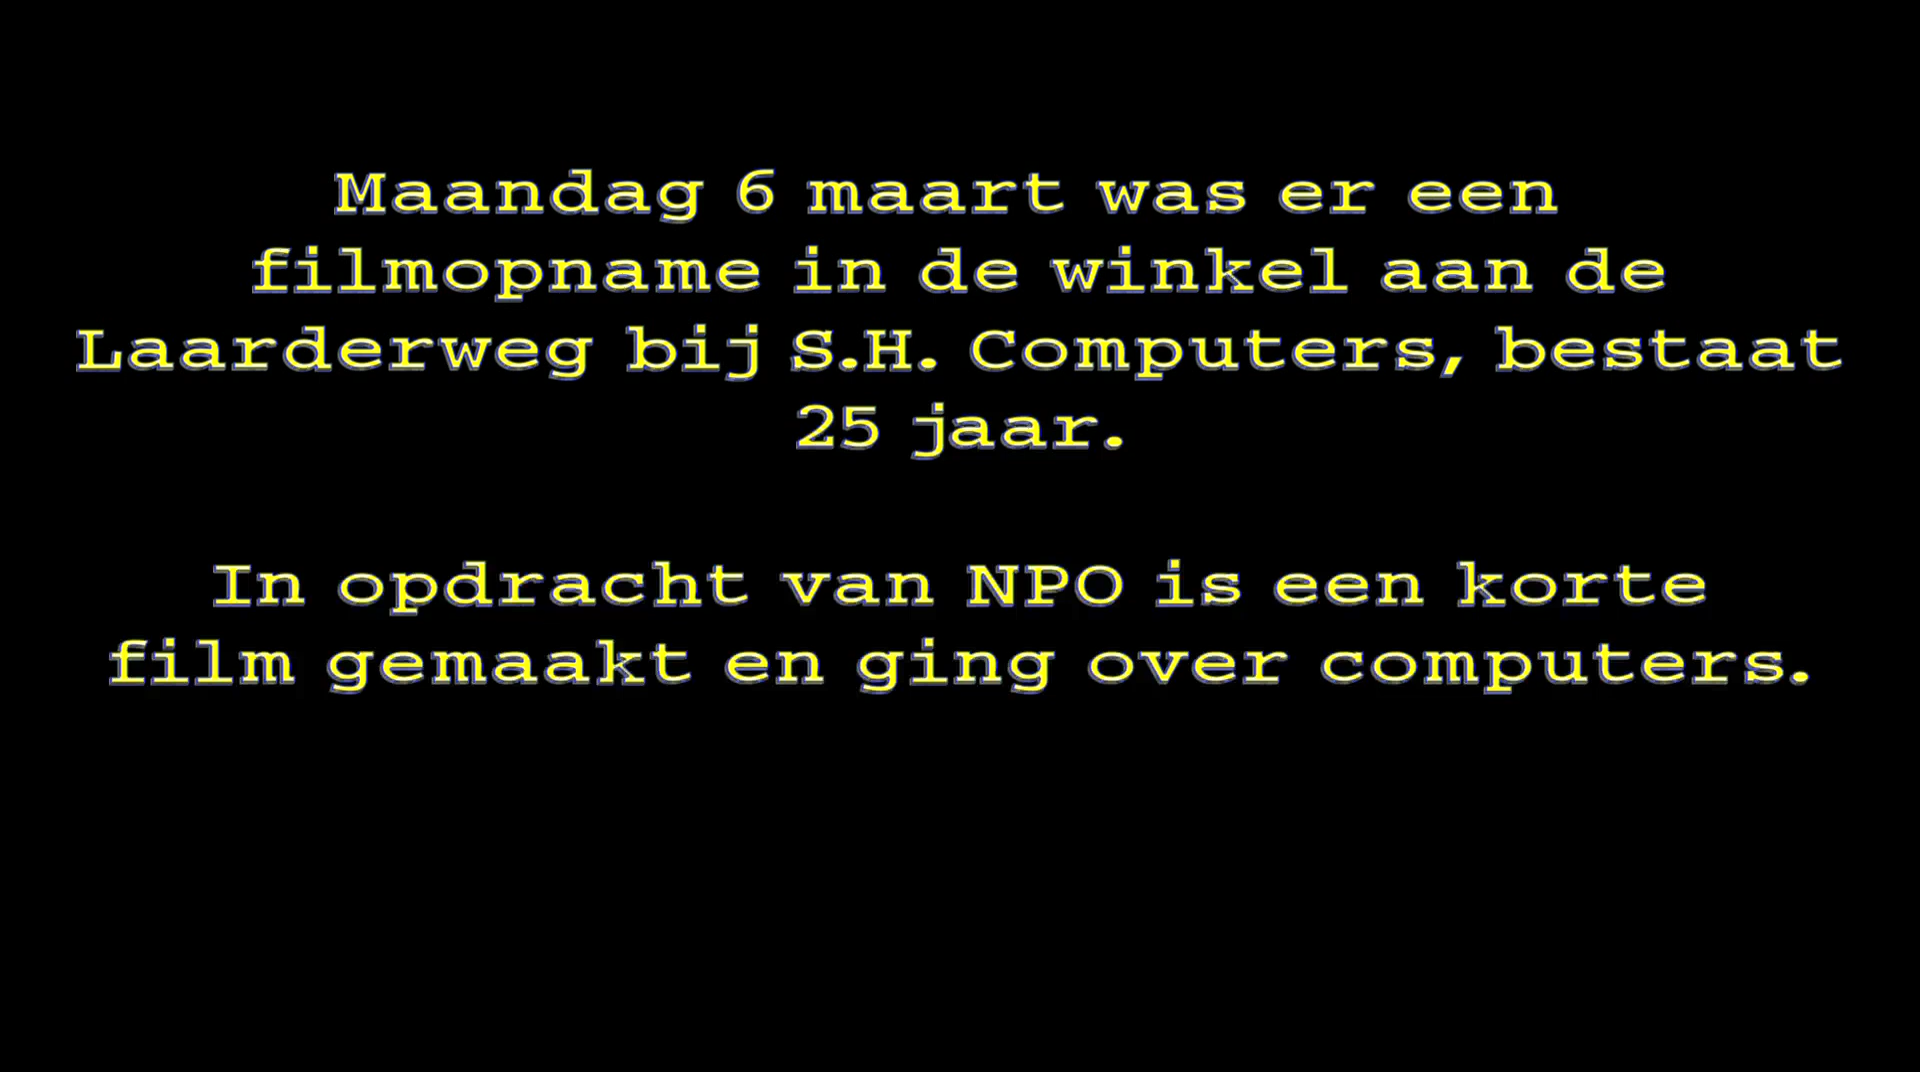 Maandag 6 maart was er een
filmopname in de winkel aan de
Laarderweg bij S.H. Computers, bestaat
25 jaar.
In opdracht van NPO is een korte
film gemaakt en ging over computers.